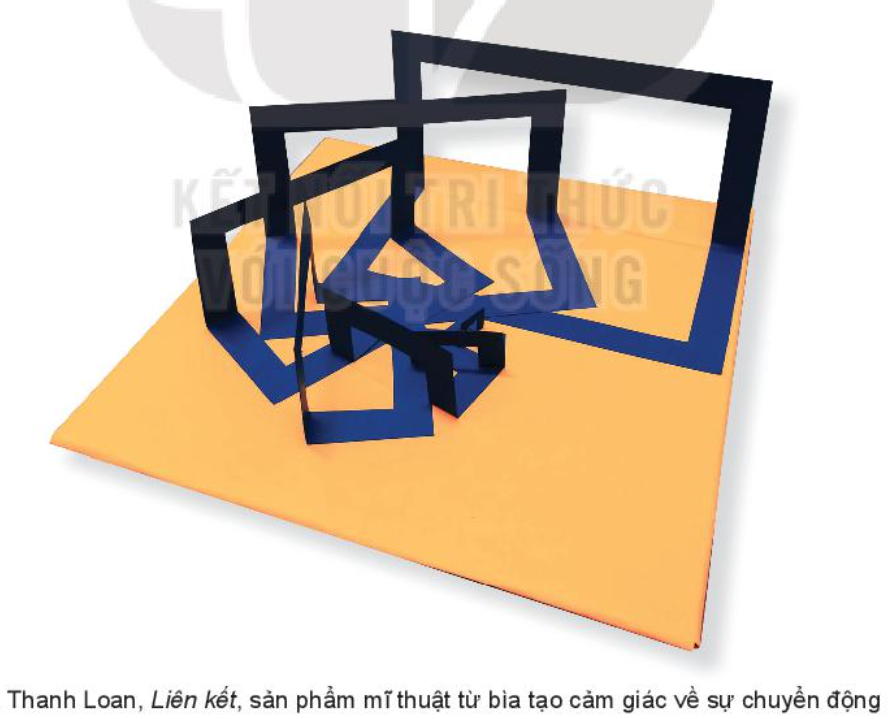 KẾT NỐI TRI THỨC
VỚI CUỘC SỐNG
Thanh Loan, Liên kết, sản phẩm mĩ thuật từ bìa tạo cảm giác về sự chuyển động